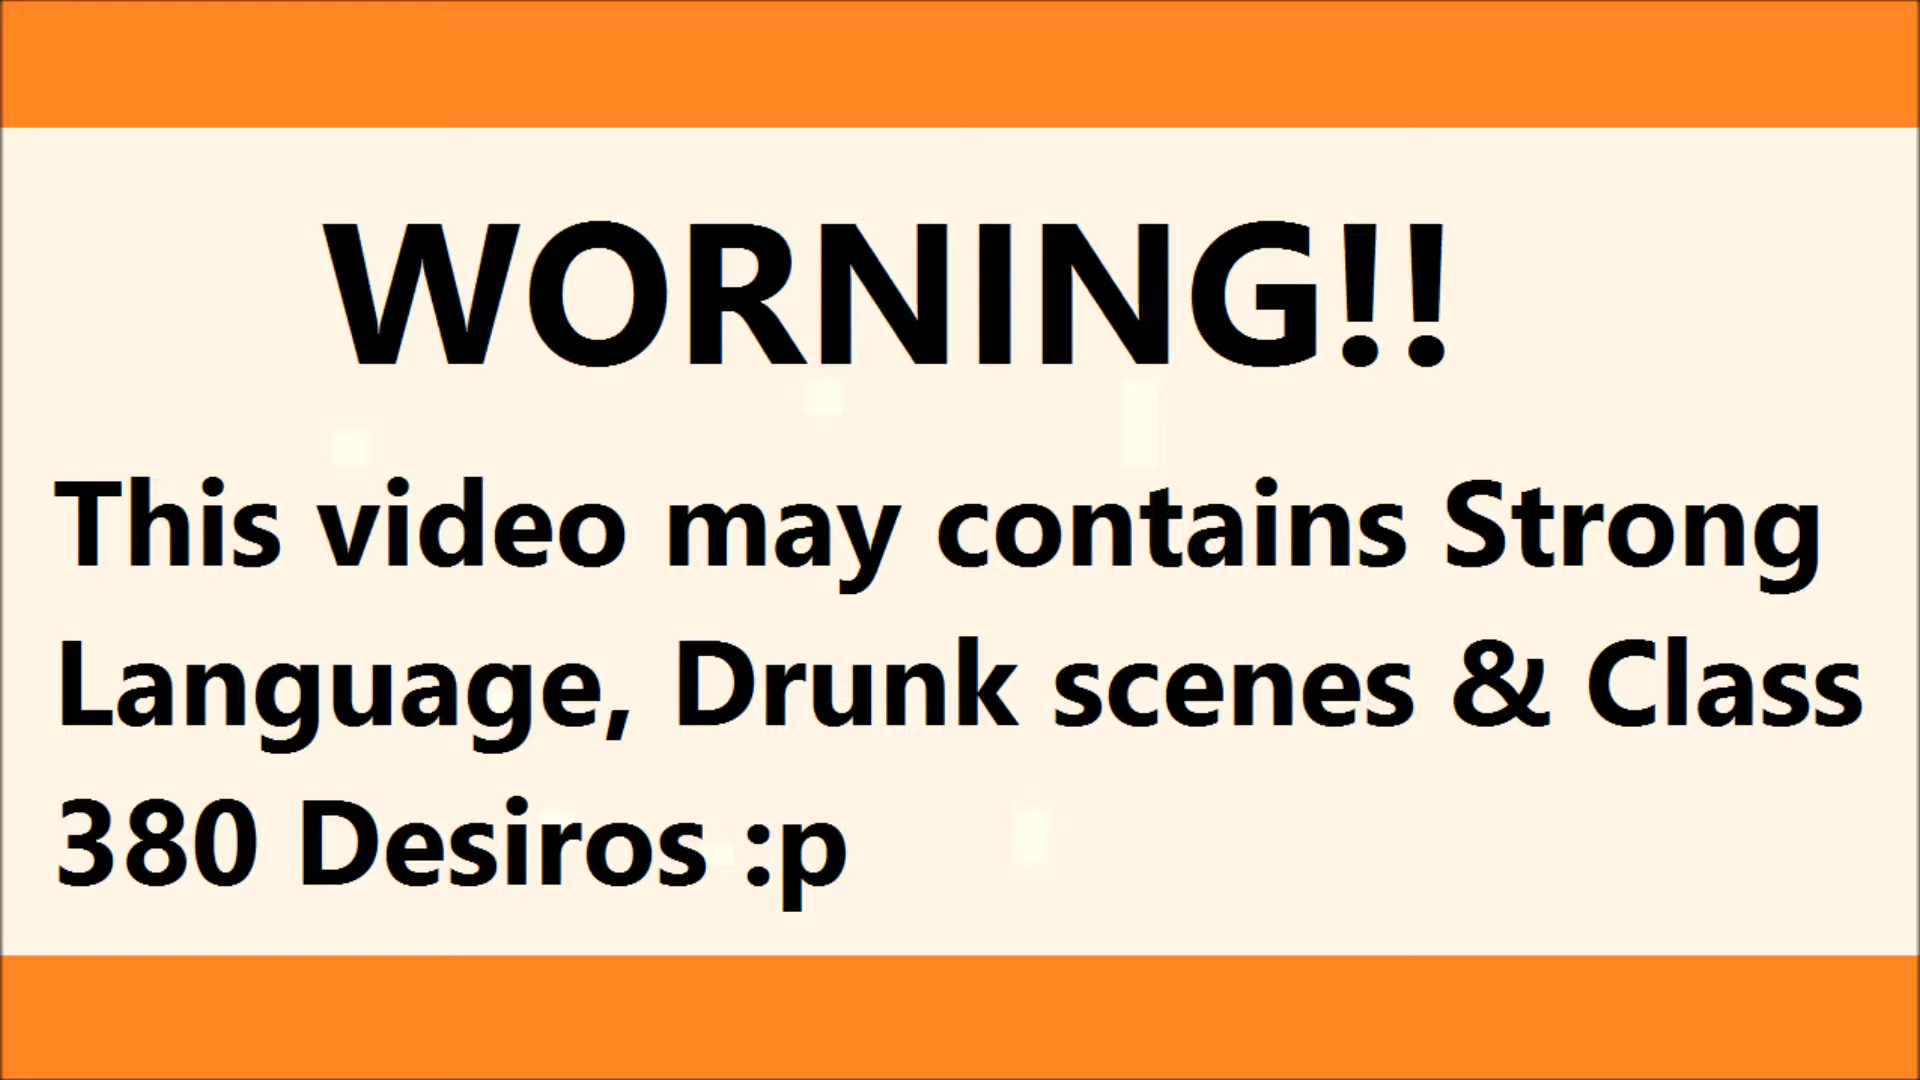 WORNING!!
This video may contains Strong
Language, Drunk scenes & Class
380 Desiros :p